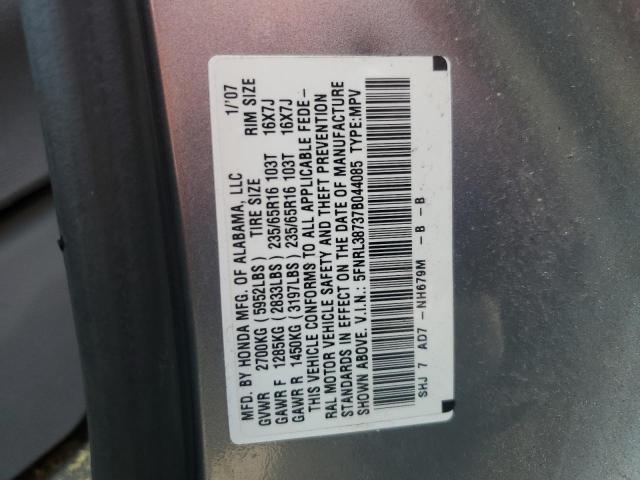 MFD. BY HONDA MFG. OF ALABAMA, LLC 1/'07
GVWR 2700KG (5952LBS) TIRE SIZE RIM SIZE
GAWR F 1285KG (2833LBS) 235/65R16 103T 16X7J
GAWR R 1450KG (3197LBS) 235/65R16 103T 16X7J
THIS VEHICLE CONFORMS TO ALL APPLICABLE FEDE-
RAL MOTOR VEHICLE SAFETY AND THEFT PREVENTION
STANDARDS IN EFFECT ON THE DATE OF MANUFACTURE
SHOWN ABOVE. V.I.N.: 5FNRL38737B044085 TYPE:MPV
SHJ 7 AD7 -NH679M -B -B